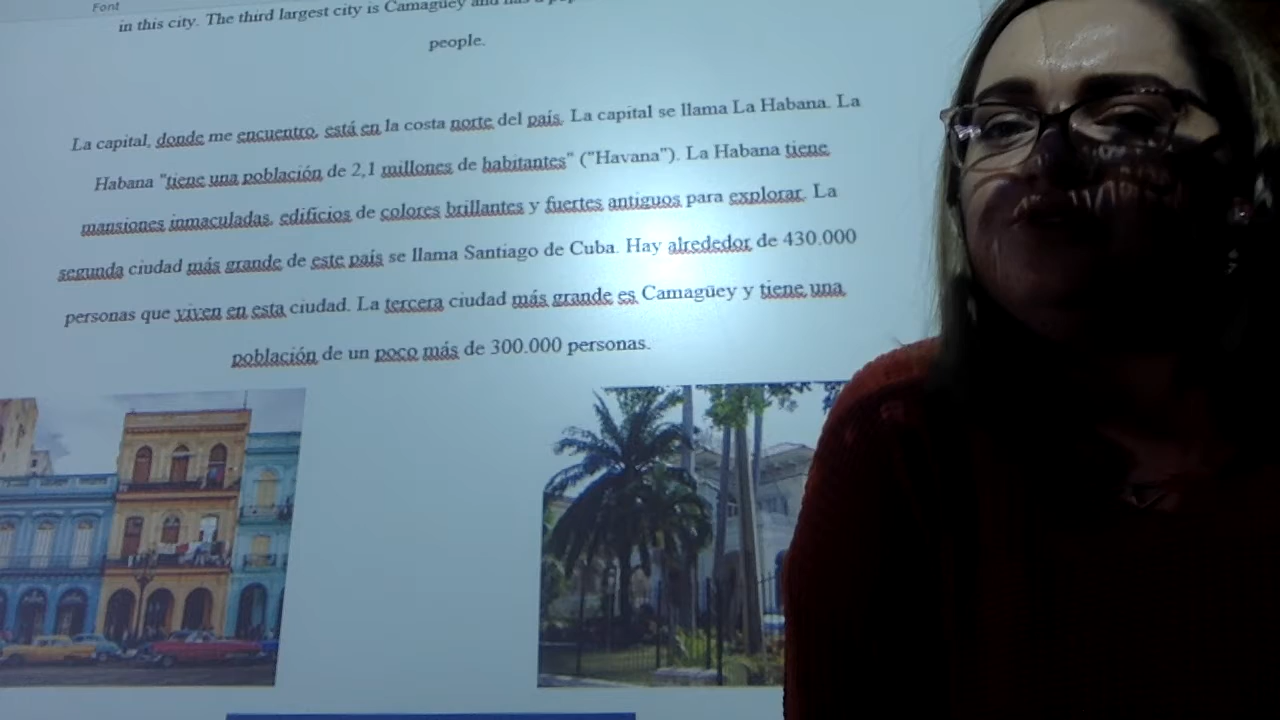 Font
in this city. The third largest city is Camagüey and has a
people.
La capital, donde me encuentro, está en la costa norte del país. La capital se llama La Habana. La
Habana "tiene una población de 2,1 millones de habitantes" ("Havana"). La Habana tiene
mansiones inmaculadas, edificios de colores brillantes y fuertes antiguos para explorar. La
segunda ciudad más grande de este país se llama Santiago de Cuba. Hay alrededor de 430.000
personas que viven en esta ciudad. La tercera ciudad más grande es Camagüey y tiene una
población de un poco más de 300.000 personas.